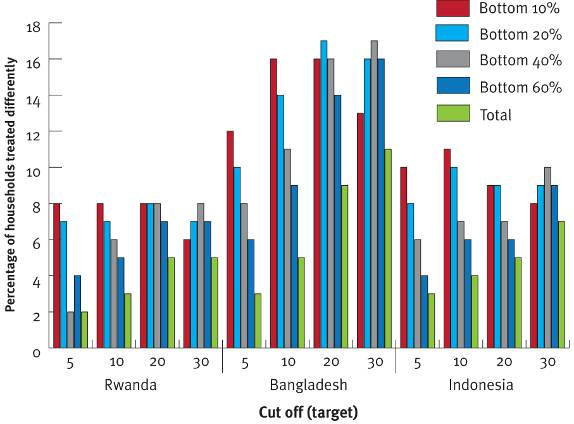 Bottom 10%
Bottom 20%
Bottom 40%
Bottom 60%
Total
Percentage of households treated differently
18
16
14
12
10
8
6
4
2
0
5 10 20 30 5 10 20 30 5 10 20 30
Rwanda Bangladesh Indonesia
Cut off (target)